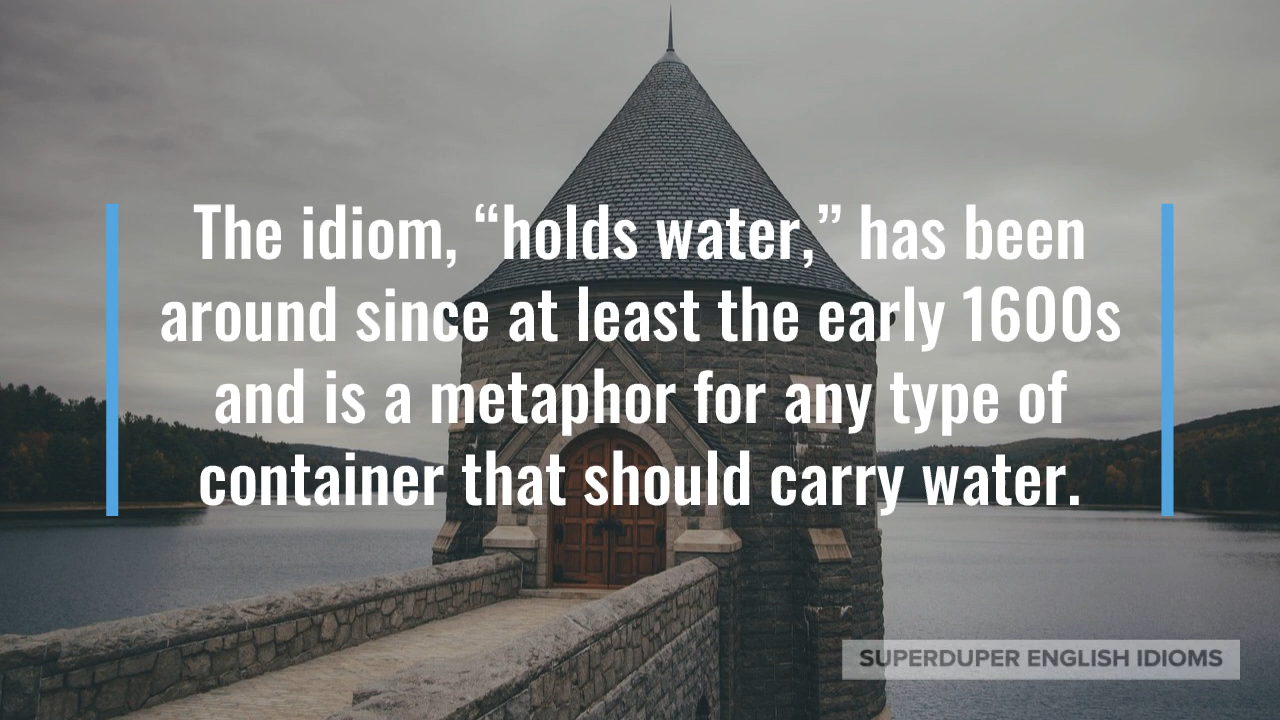 The idiom, “holds water,” has been
around since at least the early 1600s
and is a metaphor for any type of
container that should carry water.
SUPERDUPER ENGLISH IDIOMS